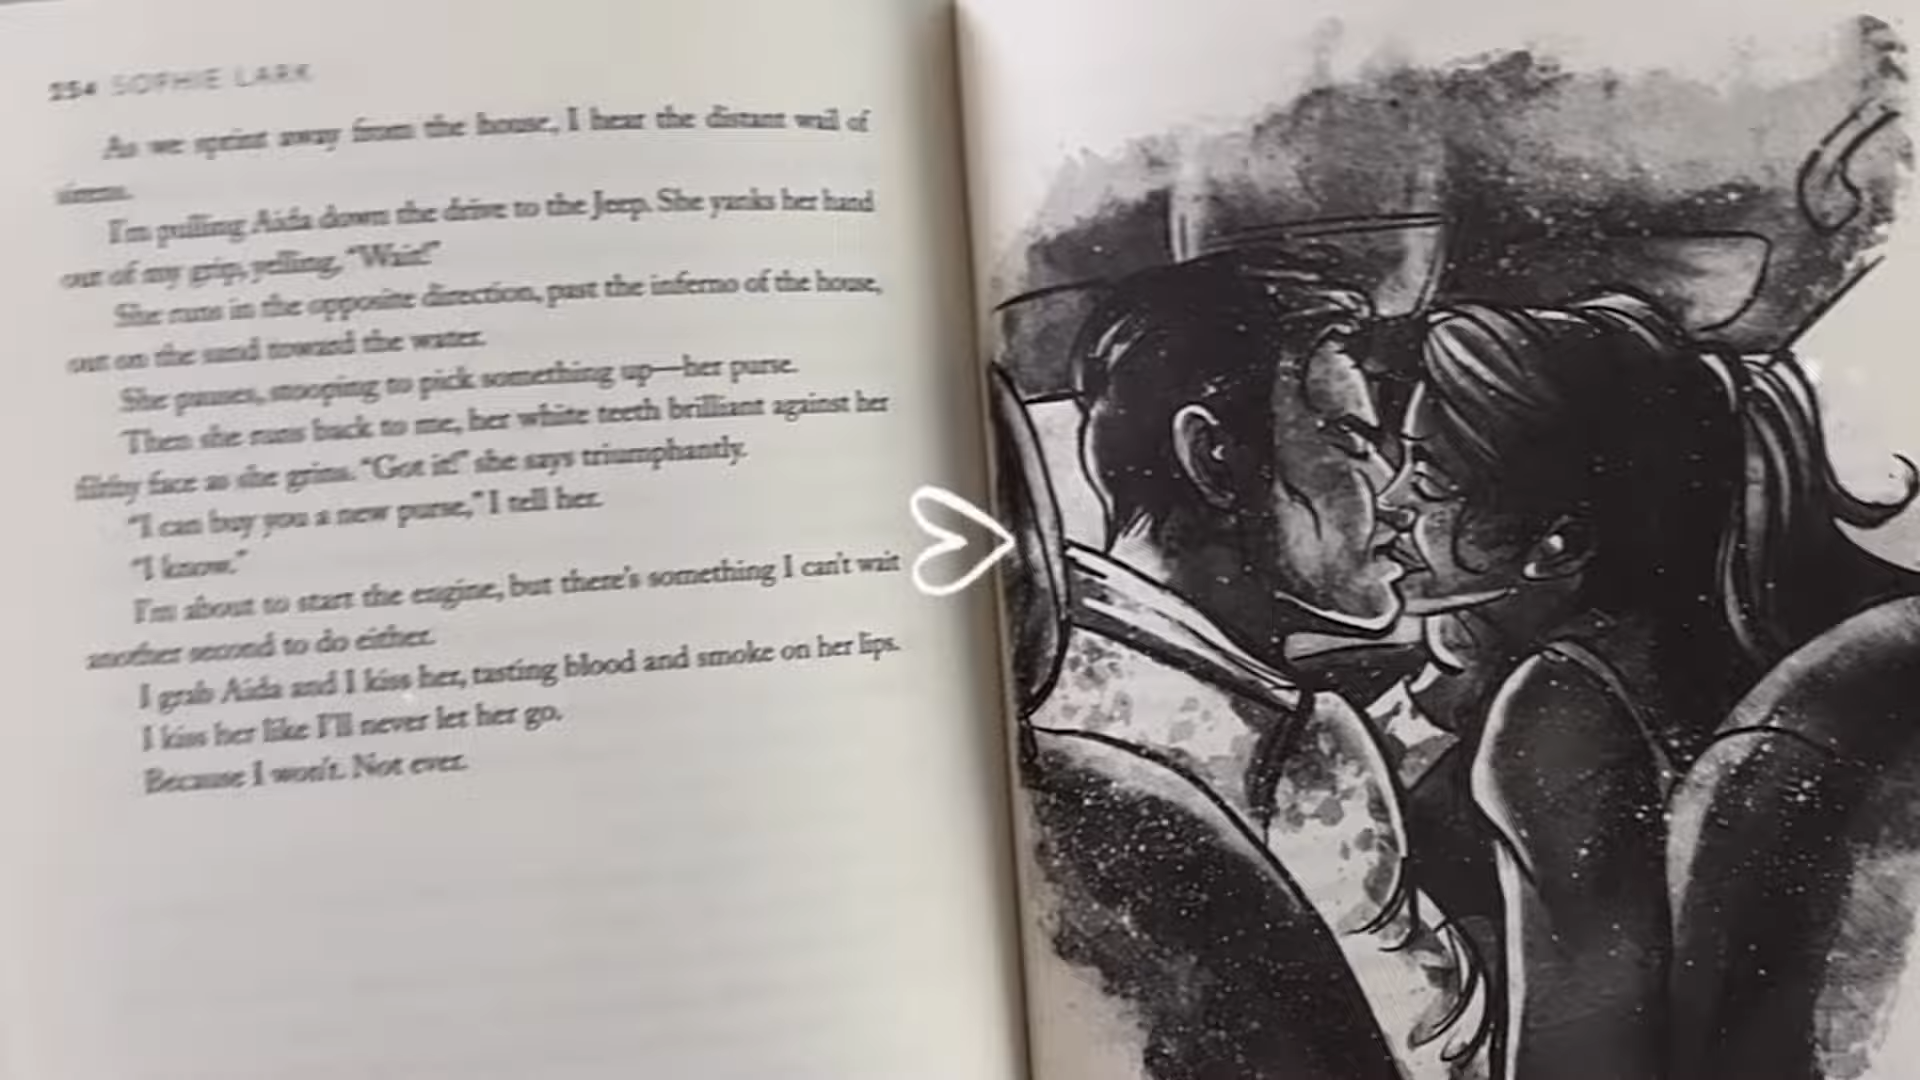 254 SOPHIE LARK
As we sprint away from the house, I hear the distant wail of
sirens.
I'm pulling Aida down the drive to the Jeep. She yanks her hand
out of my grip, yelling, “Wait!”
She runs in the opposite direction, past the inferno of the house,
out on the sand toward the water.
She pauses, stooping to pick something up—her purse.
Then she runs back to me, her white teeth brilliant against her
filthy face as she grins. “Got it!” she says triumphantly.
“I can buy you a new purse,” I tell her.
“I know.”
I'm about to start the engine, but there's something I can't wait
another second to do either.
I grab Aida and I kiss her, tasting blood and smoke on her lips.
I kiss her like I'll never let her go.
Because I won't. Not ever.